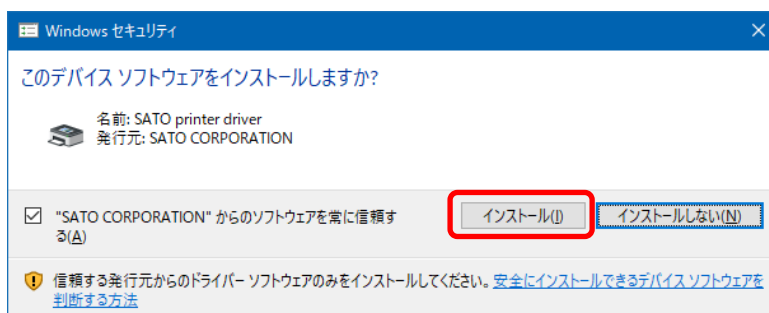 Windows セキュリティ
このデバイス ソフトウェアをインストールしますか?
名前: SATO printer driver
発行元: SATO CORPORATION
"SATO CORPORATION" からのソフトウェアを常に信頼す
る(A)
インストール(I)
インストールしない(N)
信頼する発行元からのドライバー ソフトウェアのみをインストールしてください。安全にインストールできるデバイス ソフトウェアを
判断する方法